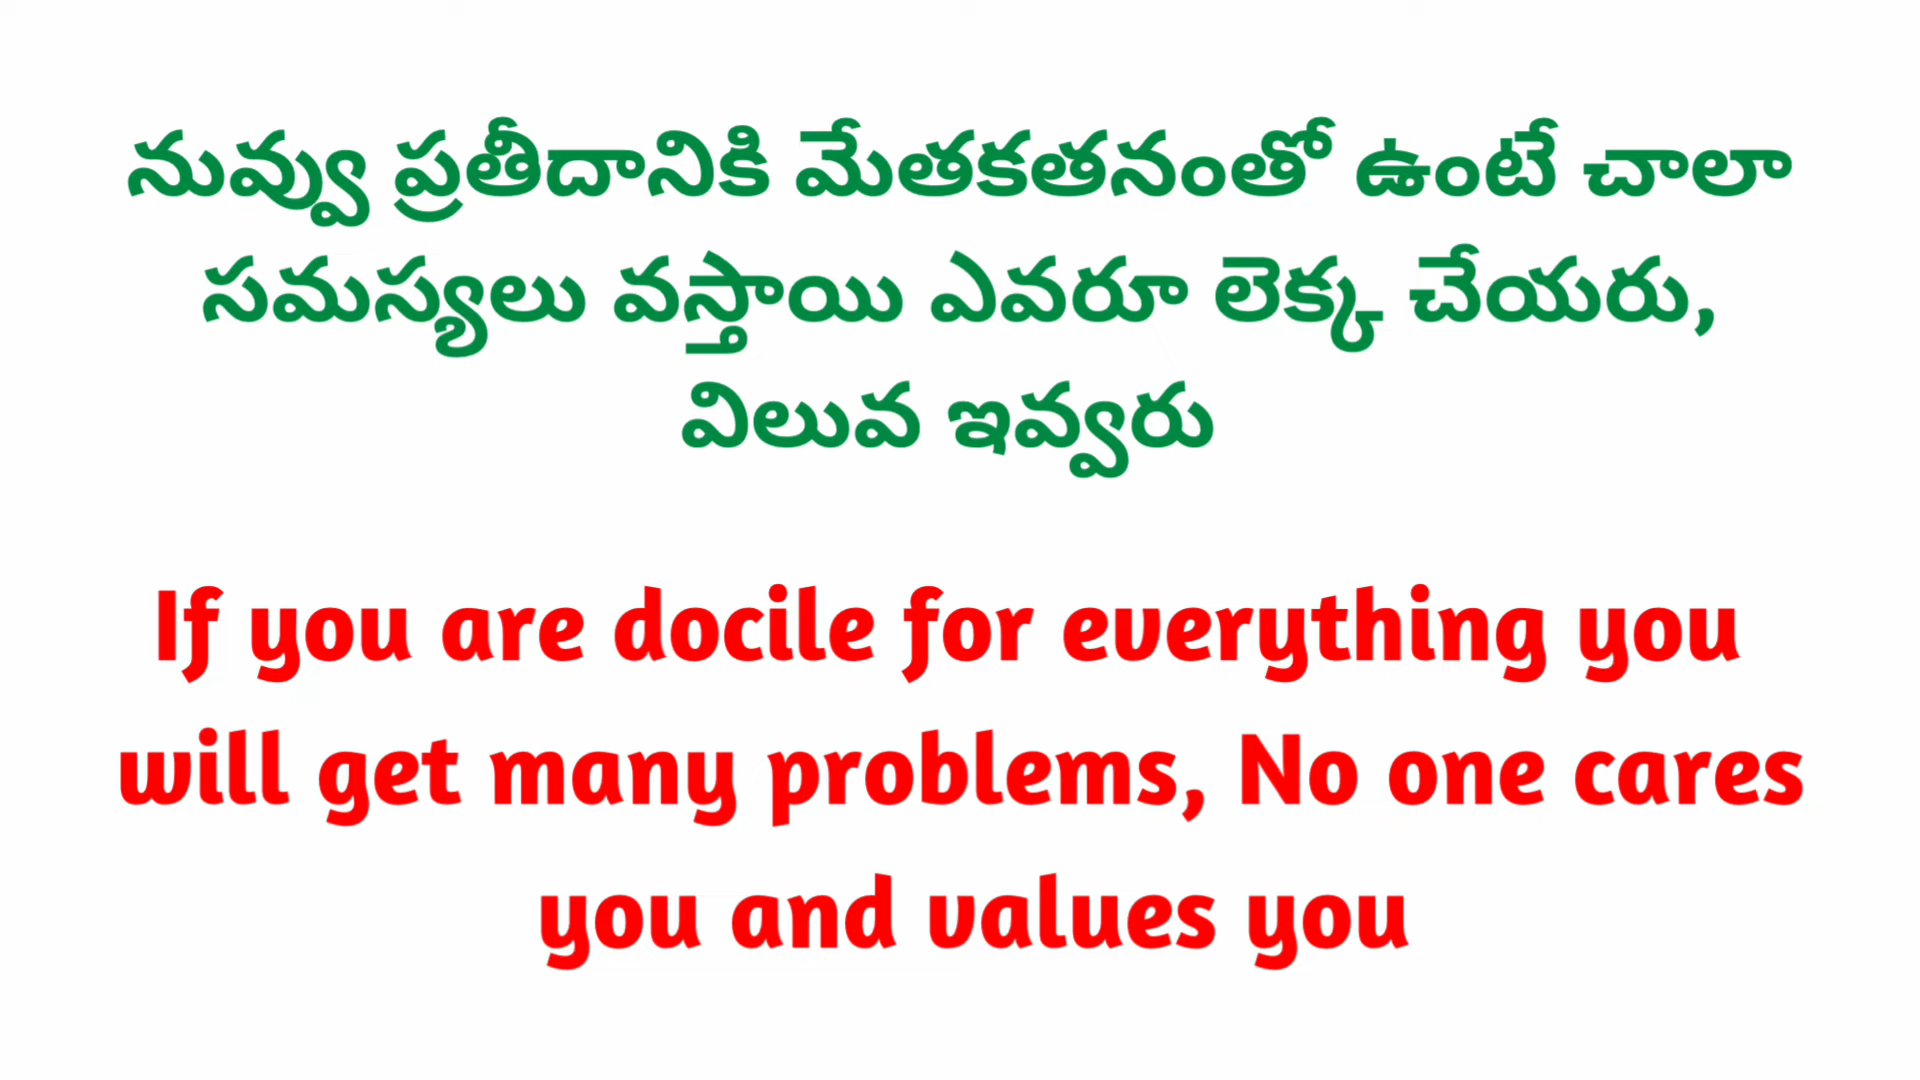 నువ్వు ప్రతీదానికి మేతకతనంతో ఉంటే చాలా
సమస్యలు వస్తాయి ఎవరూ లెక్క చేయరు,
విలువ ఇవ్వరు
If you are docile for everything you
will get many problems, No one cares
you and values you